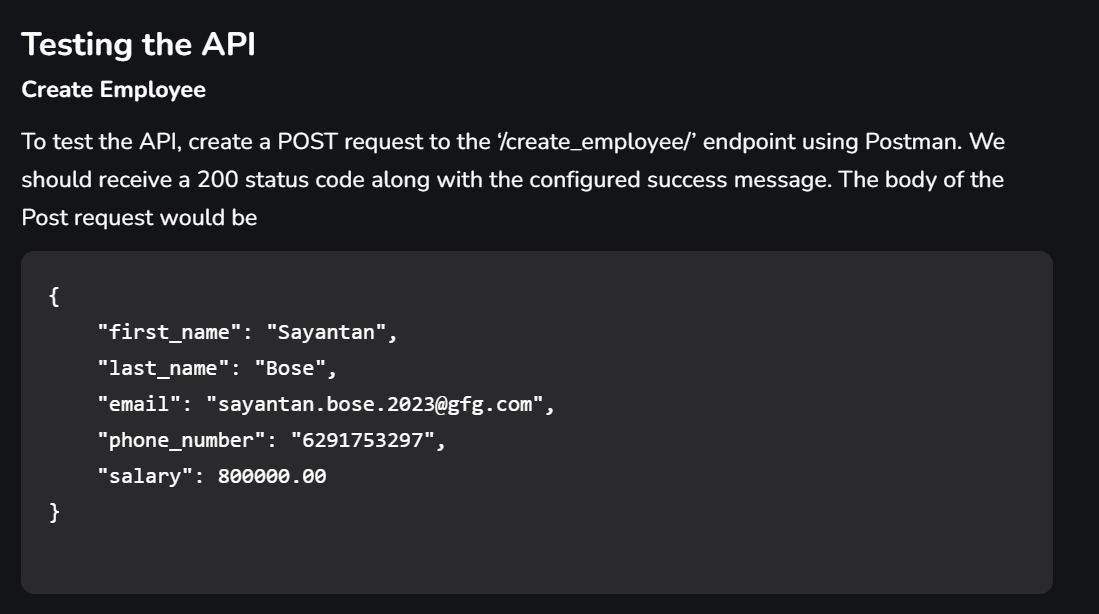 Testing the API
Create Employee
To test the API, create a POST request to the ‘/create_employee/’ endpoint using Postman. We
should receive a 200 status code along with the configured success message. The body of the
Post request would be
{
    "first_name": "Sayantan",
    "last_name": "Bose",
    "email": "sayantan.bose.2023@gfg.com",
    "phone_number": "6291753297",
    "salary": 800000.00
}